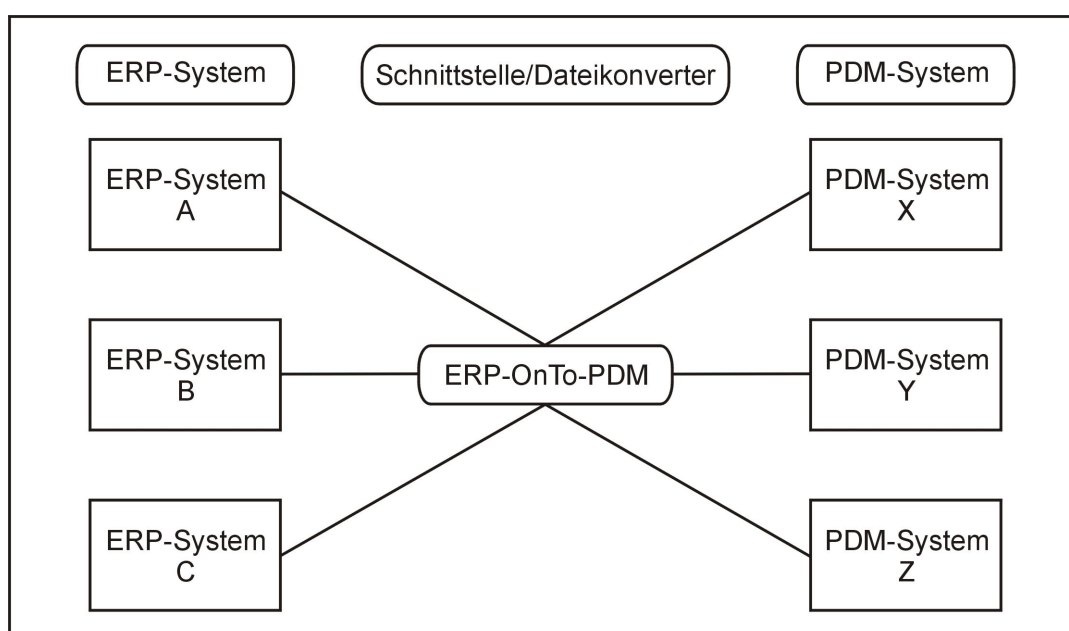 ERP-System
Schnittstelle/Dateikonverter
PDM-System
ERP-System
A
PDM-System
X
ERP-System
B
ERP-OnTo-PDM
PDM-System
Y
ERP-System
C
PDM-System
Z